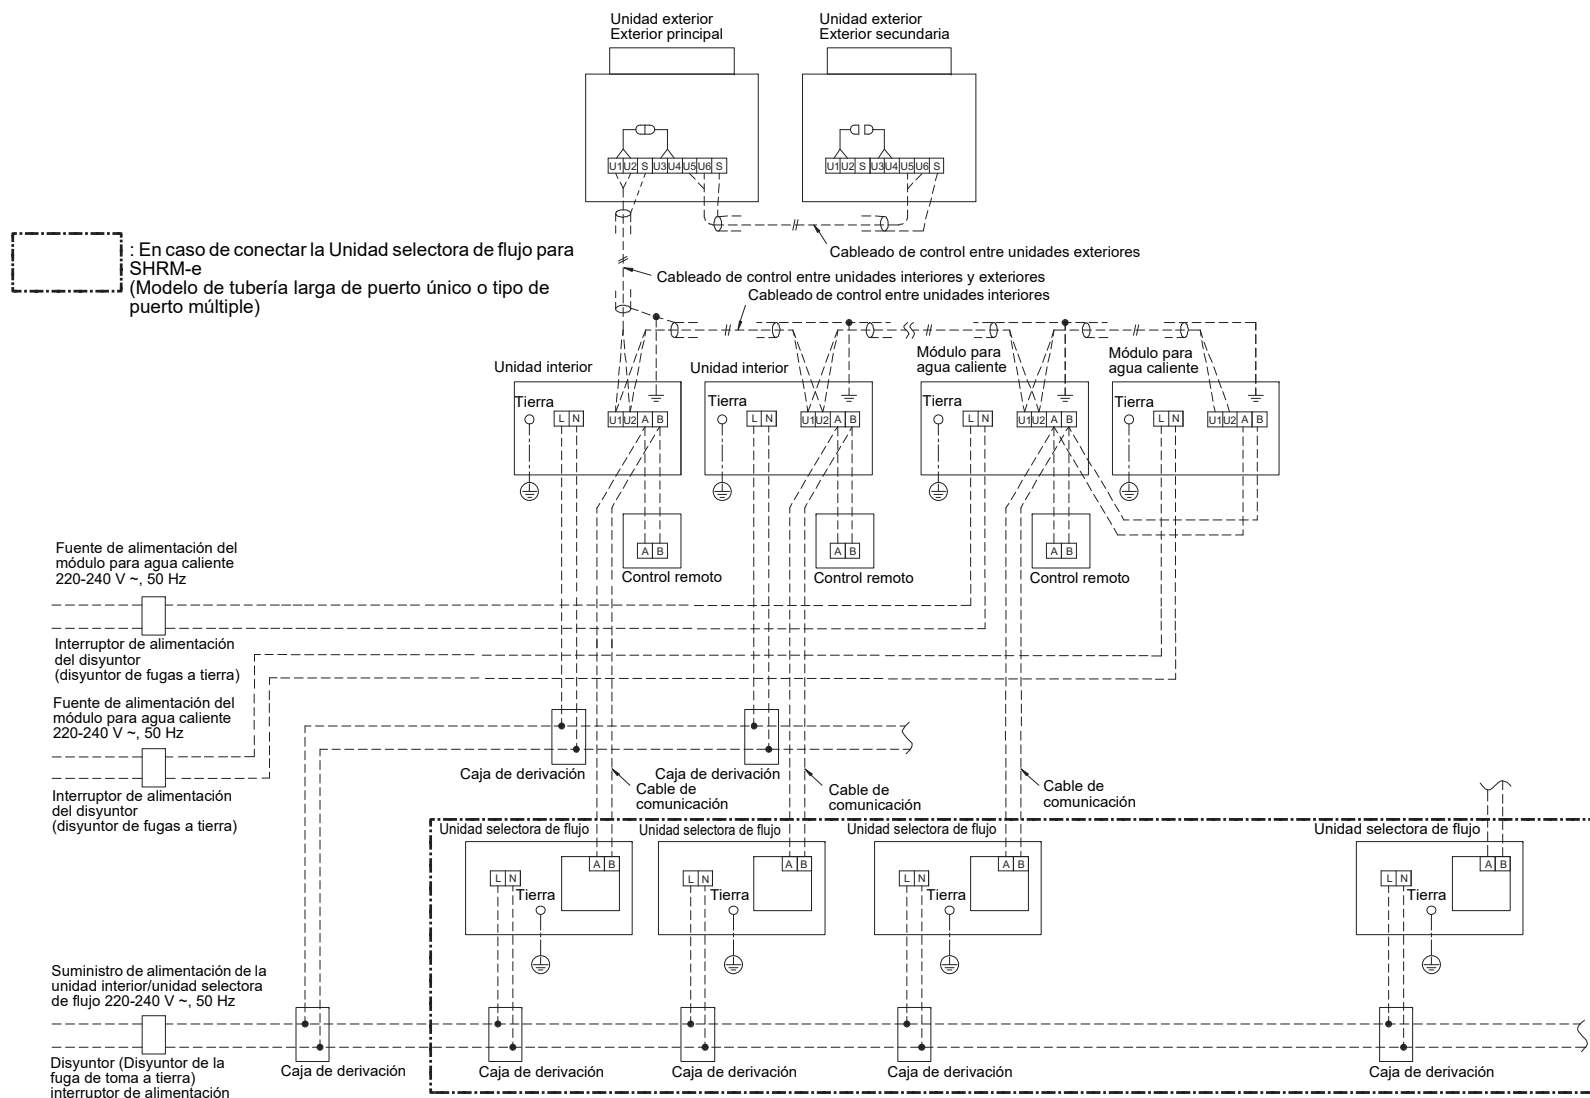 Unidad exterior
Exterior principal
Unidad exterior
Exterior secundaria
U1 U2 S U3 U4 U5 U6 S
U1 U2 S U3 U4 U5 U6 S
: En caso de conectar la Unidad selectora de flujo para
SHRM-e
(Modelo de tubería larga de puerto único o tipo de
puerto múltiple)
Cableado de control entre unidades exteriores
Cableado de control entre unidades interiores y exteriores
Cableado de control entre unidades interiores
Unidad interior
Unidad interior
Módulo para
agua caliente
Módulo para
agua caliente
Tierra
L N
U1 U2 A B
Tierra
L N
U1 U2 A B
Tierra
L N
U1 U2 A B
Tierra
L N
U1 U2 A B
A B
A B
A B
Control remoto
Control remoto
Control remoto
Fuente de alimentación del
módulo para agua caliente
220-240 V ~, 50 Hz
Interruptor de alimentación
del disyuntor
(disyuntor de fugas a tierra)
Fuente de alimentación del
módulo para agua caliente
220-240 V ~, 50 Hz
Interruptor de alimentación
del disyuntor
(disyuntor de fugas a tierra)
Caja de derivación
Caja de derivación
Cable de
comunicación
Cable de
comunicación
Cable de
comunicación
Unidad selectora de flujo
Unidad selectora de flujo
Unidad selectora de flujo
Unidad selectora de flujo
A B
L N
Tierra
A B
L N
Tierra
A B
L N
Tierra
A B
L N
Tierra
Suministro de alimentación de la
unidad interior/unidad selectora
de flujo 220-240 V ~, 50 Hz
Disyuntor (Disyuntor de la
fuga de toma a tierra)
interruptor de alimentación
Caja de derivación
Caja de derivación
Caja de derivación
Caja de derivación
Caja de derivación